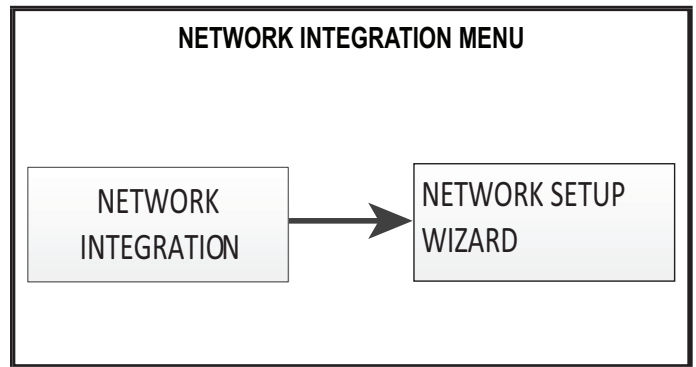 NETWORK INTEGRATION MENU
NETWORK
INTEGRATION
NETWORK SETUP
WIZARD